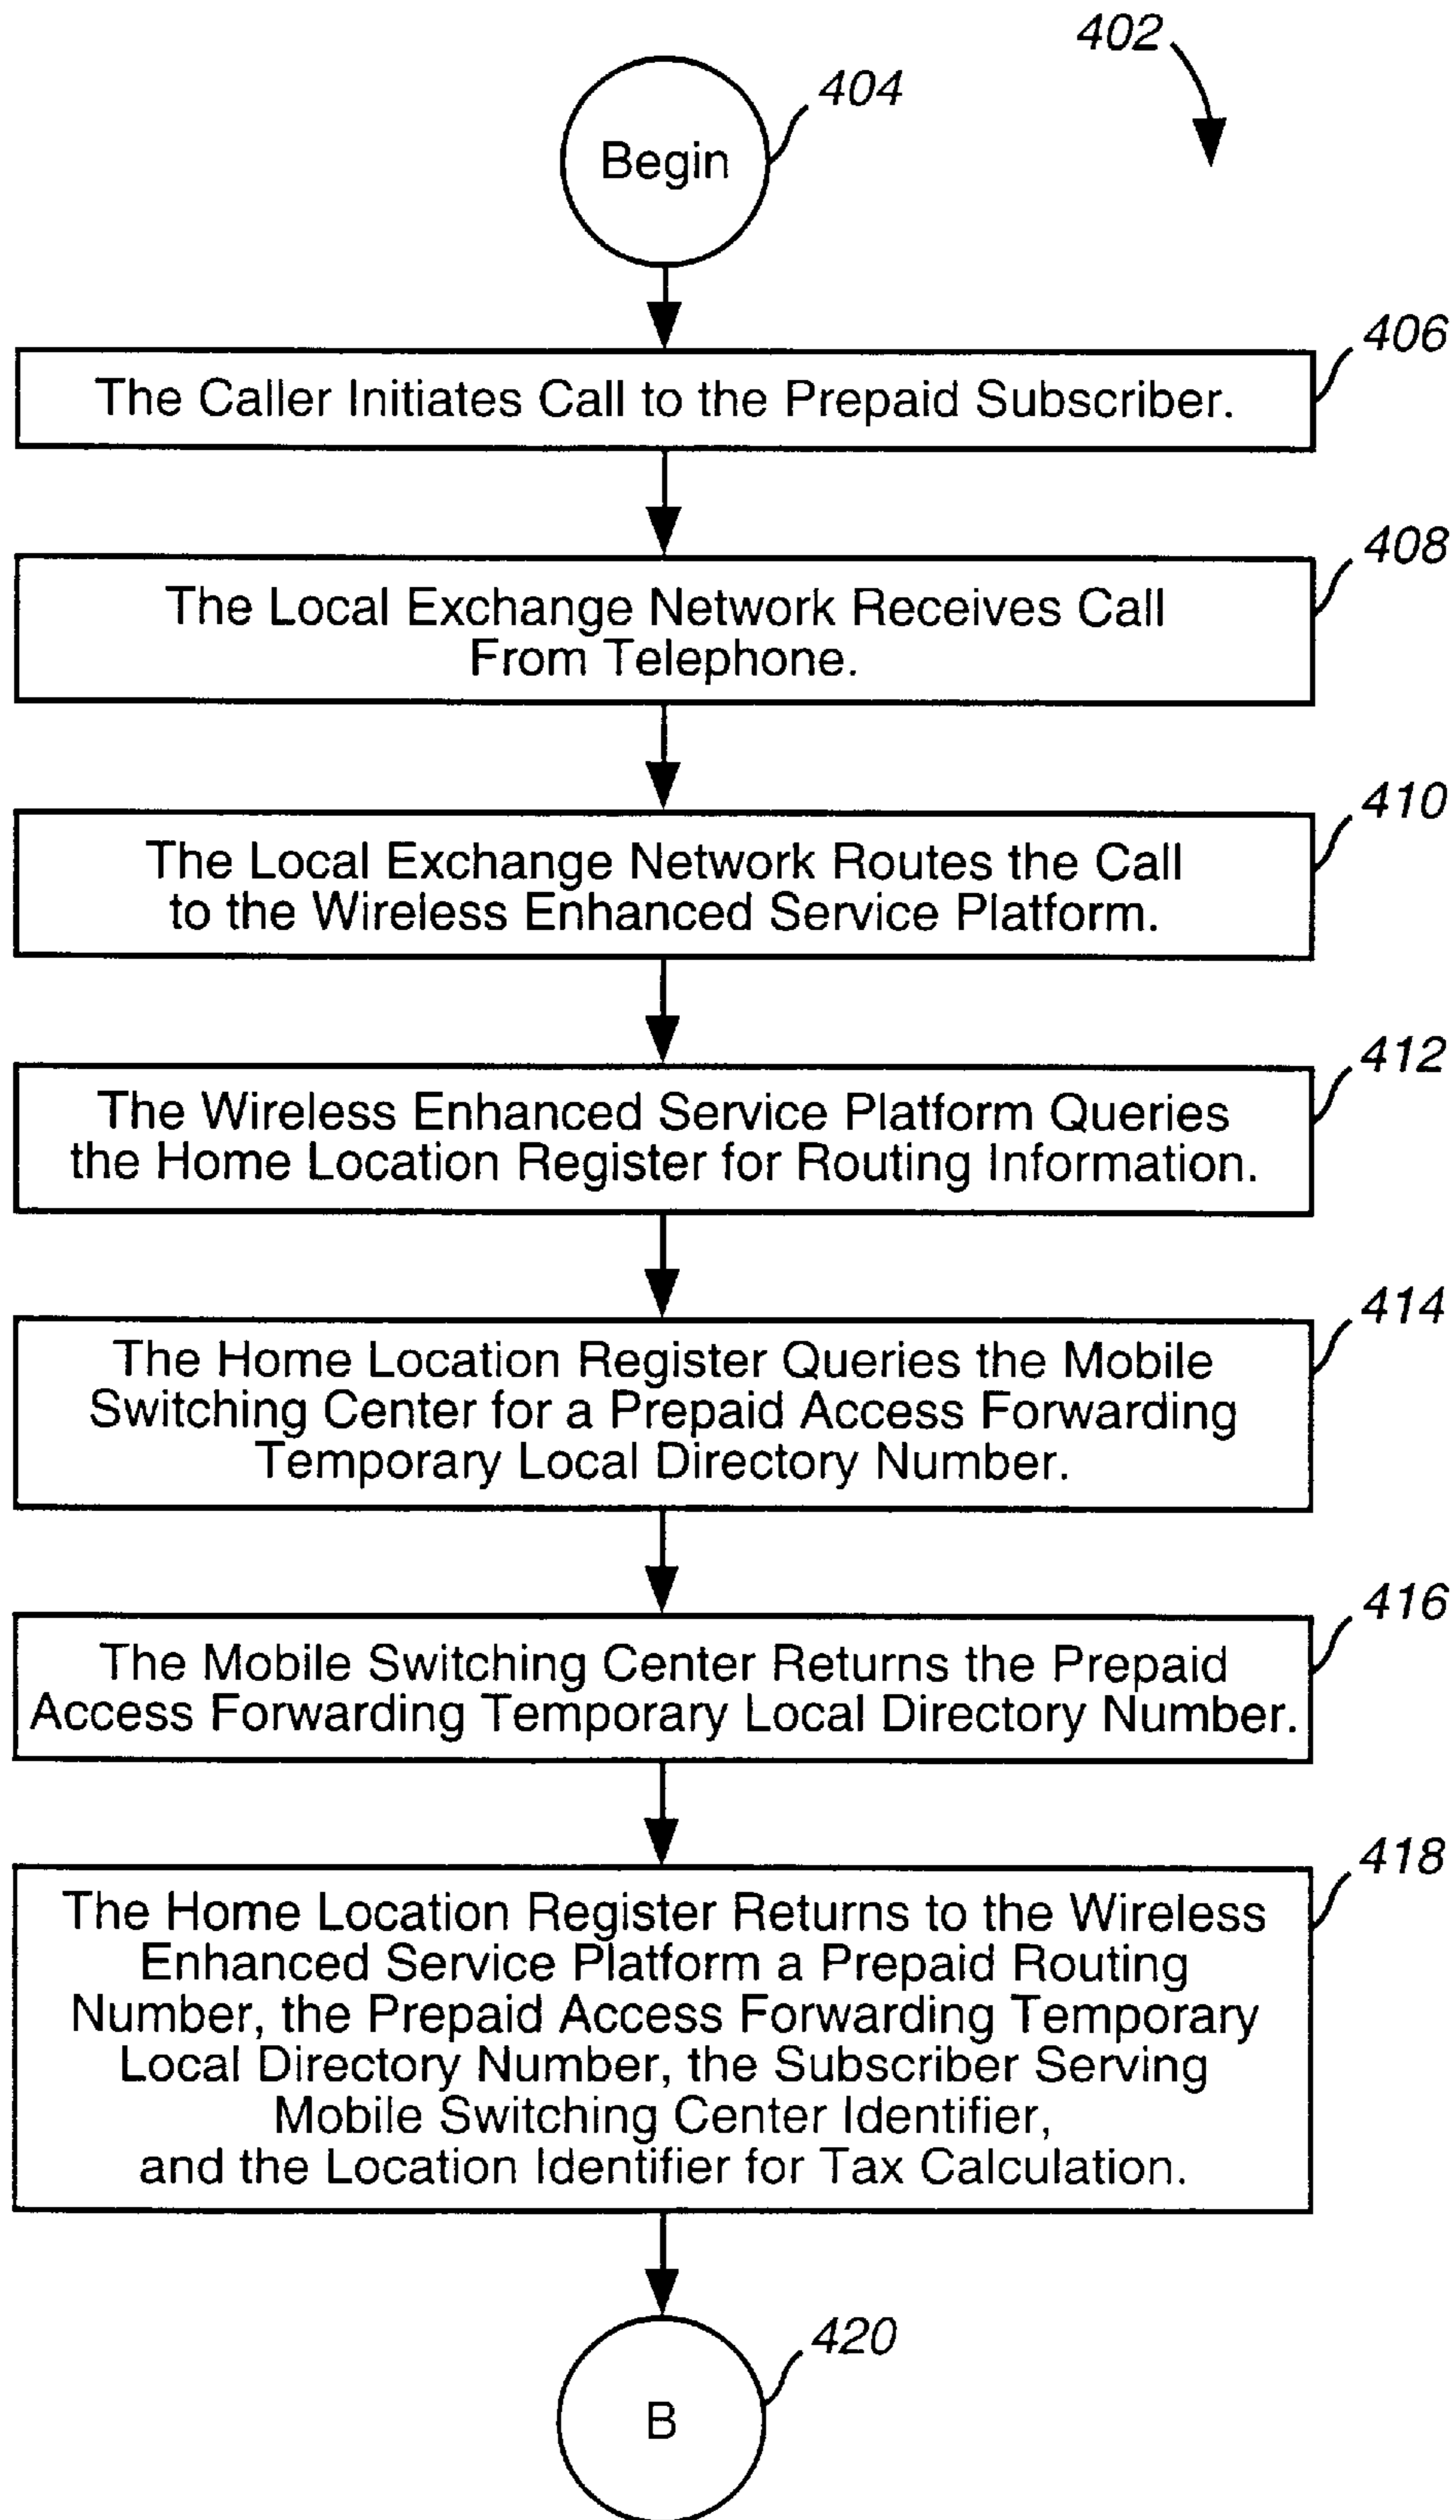 402
404
Begin
406
The Caller Initiates Call to the Prepaid Subscriber.
408
The Local Exchange Network Receives Call
From Telephone.
410
The Local Exchange Network Routes the Call
to the Wireless Enhanced Service Platform.
412
The Wireless Enhanced Service Platform Queries
the Home Location Register for Routing Information.
414
The Home Location Register Queries the Mobile
Switching Center for a Prepaid Access Forwarding
Temporary Local Directory Number.
416
The Mobile Switching Center Returns the Prepaid
Access Forwarding Temporary Local Directory Number.
418
The Home Location Register Returns to the Wireless
Enhanced Service Platform a Prepaid Routing
Number, the Prepaid Access Forwarding Temporary
Local Directory Number, the Subscriber Serving
Mobile Switching Center Identifier,
and the Location Identifier for Tax Calculation.
420
B